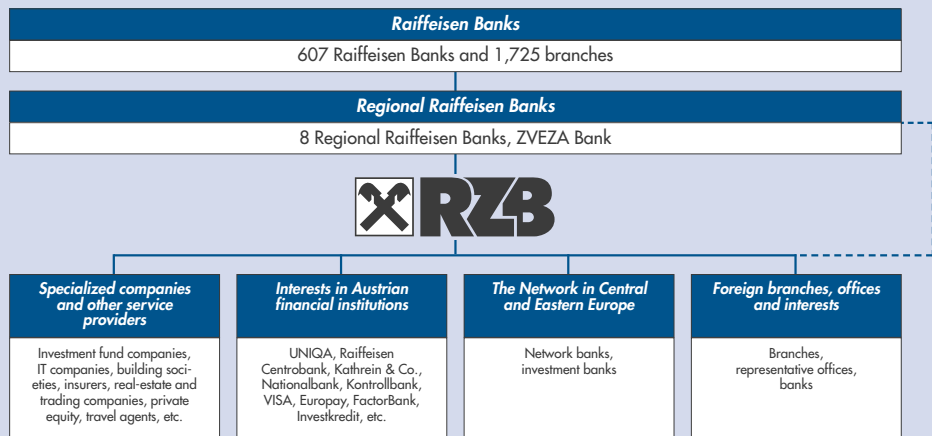 Raiffeisen Banks
607 Raiffeisen Banks and 1,725 branches
Regional Raiffeisen Banks
8 Regional Raiffeisen Banks, ZVEZA Bank
RZB
Specialized companies
and other service
providers
Investment fund companies,
IT companies, building soci-
eties, insurers, real-estate and
trading companies, private
equity, travel agents, etc.
Interests in Austrian
financial institutions
UNIQA, Raiffeisen
Centrobank, Kathrein & Co.,
Nationalbank, Kontrollbank,
VISA, Europay, FactorBank,
Investkredit, etc.
The Network in Central
and Eastern Europe
Network banks,
investment banks
Foreign branches, offices
and interests
Branches,
representative offices,
banks